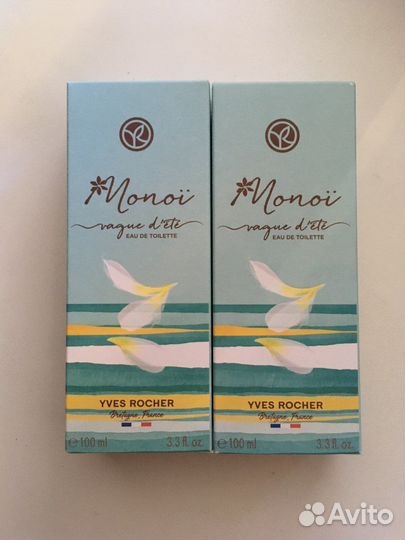 Monoï
vague d'été
EAU DE TOILETTE
YVES ROCHER
Bretagne, France
e 100 ml 3.3 fl. oz.
Monoï
vague d'été
EAU DE TOILETTE
YVES ROCHER
Bretagne, France
e 100 ml 3.3 fl. oz.
Avito